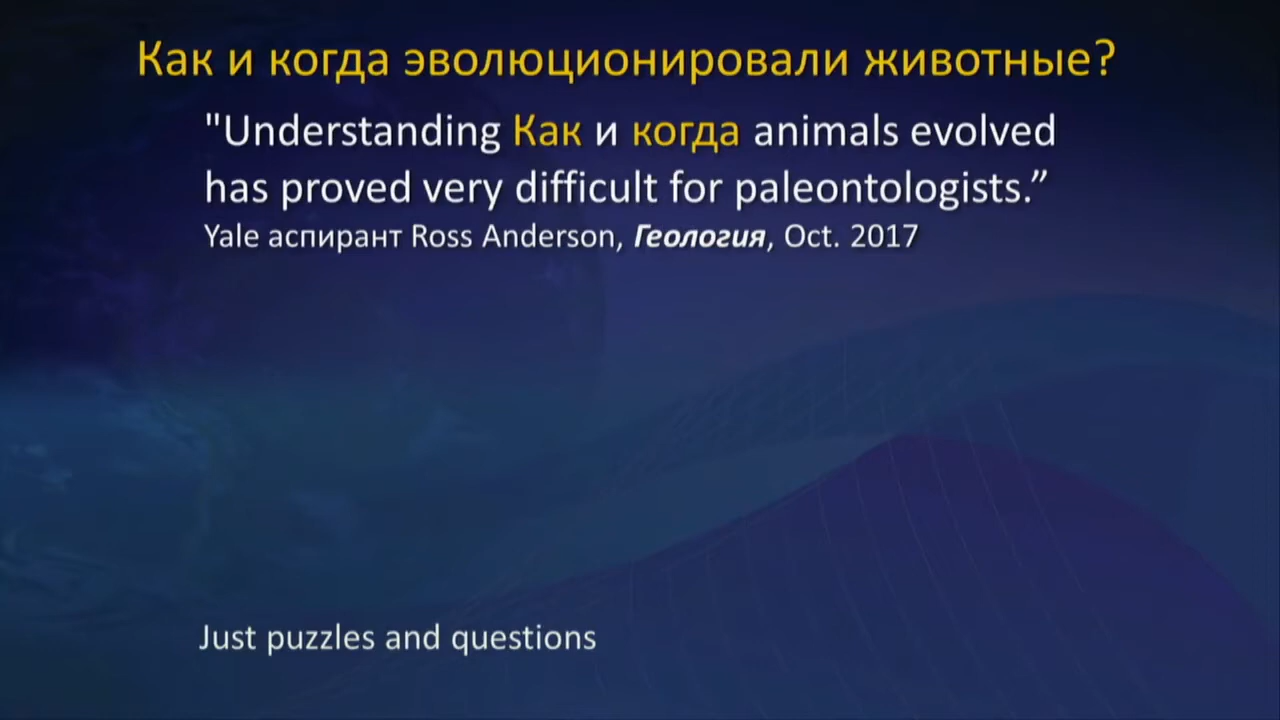 Как и когда эволюционировали животные?
"Understanding Как и когда animals evolved
has proved very difficult for paleontologists.”
Yale аспирант Ross Anderson, Геология, Oct. 2017
Just puzzles and questions